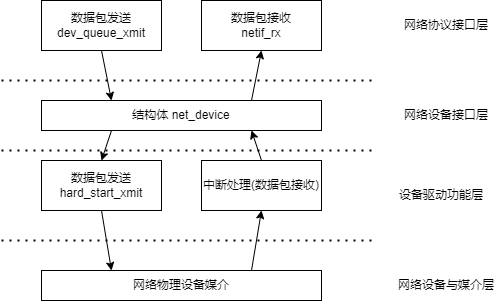 数据包发送
dev_queue_xmit
数据包接收
netif_rx
网络协议接口层
结构体 net_device
网络设备接口层
数据包发送
hard_start_xmit
中断处理(数据包接收)
设备驱动功能层
网络物理设备媒介
网络设备与媒介层